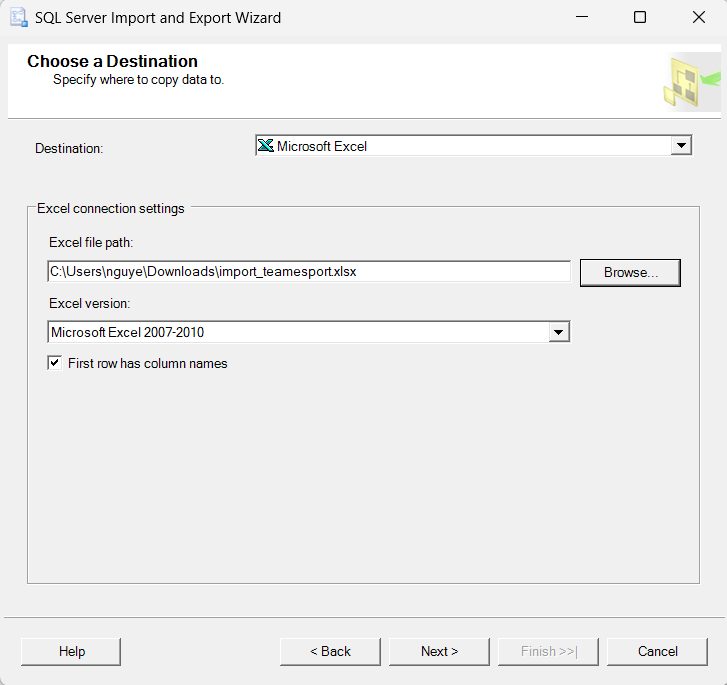 SQL Server Import and Export Wizard
Choose a Destination
Specify where to copy data to.
Destination:
Microsoft Excel
Excel connection settings
Excel file path:
C:\Users\nguye\Downloads\import_teamesport.xlsx
Browse...
Excel version:
Microsoft Excel 2007-2010
First row has column names
Help
< Back
Next >
Finish >>|
Cancel